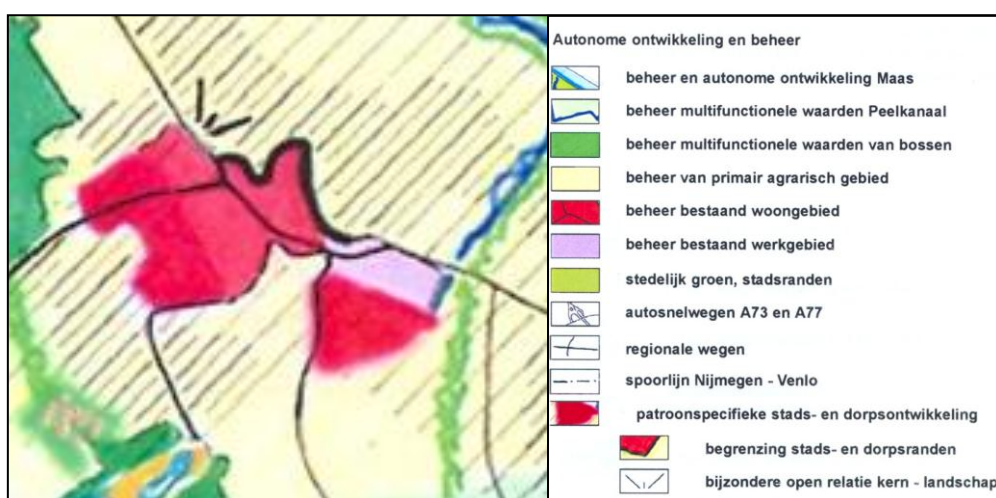 Autonome ontwikkeling en beheer
beheer en autonome ontwikkeling Maas
beheer multifunctionele waarden Peelkanaal
beheer multifunctionele waarden van bossen
beheer van primair agrarisch gebied
beheer bestaand woongebied
beheer bestaand werkgebied
stedelijk groen, stadsranden
autosnelwegen A73 en A77
regionale wegen
spoorlijn Nijmegen - Venlo
patroonspecifieke stads- en dorpsontwikkeling
begrenzing stads- en dorpsranden
bijzondere open relatie kern - landschap